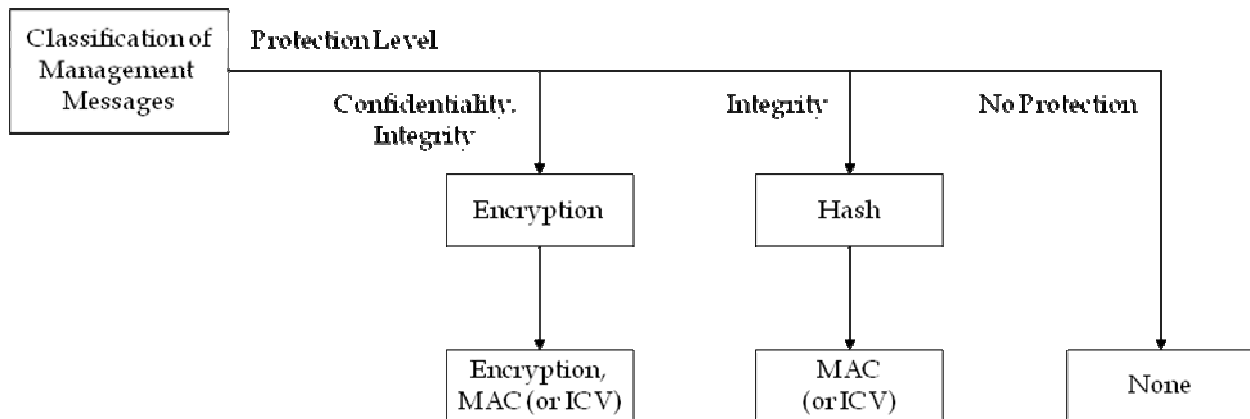 Classification of
Management
Messages
Protection Level
Confidentiality,
Integrity
Integrity
No Protection
Encryption
Hash
Encryption,
MAC (or ICV)
MAC
(or ICV)
None